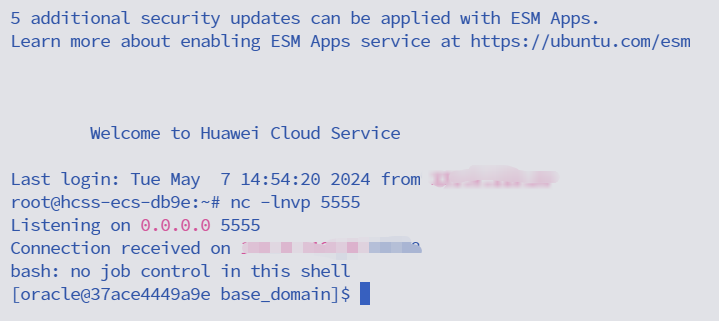 5 additional security updates can be applied with ESM Apps.
Learn more about enabling ESM Apps service at https://ubuntu.com/esm
Welcome to Huawei Cloud Service
Last login: Tue May  7 14:54:20 2024 from
root@hcss-ecs-db9e:~# nc -lnvp 5555
Listening on 0.0.0.0 5555
Connection received on
bash: no job control in this shell
[oracle@37ace4449a9e base_domain]$